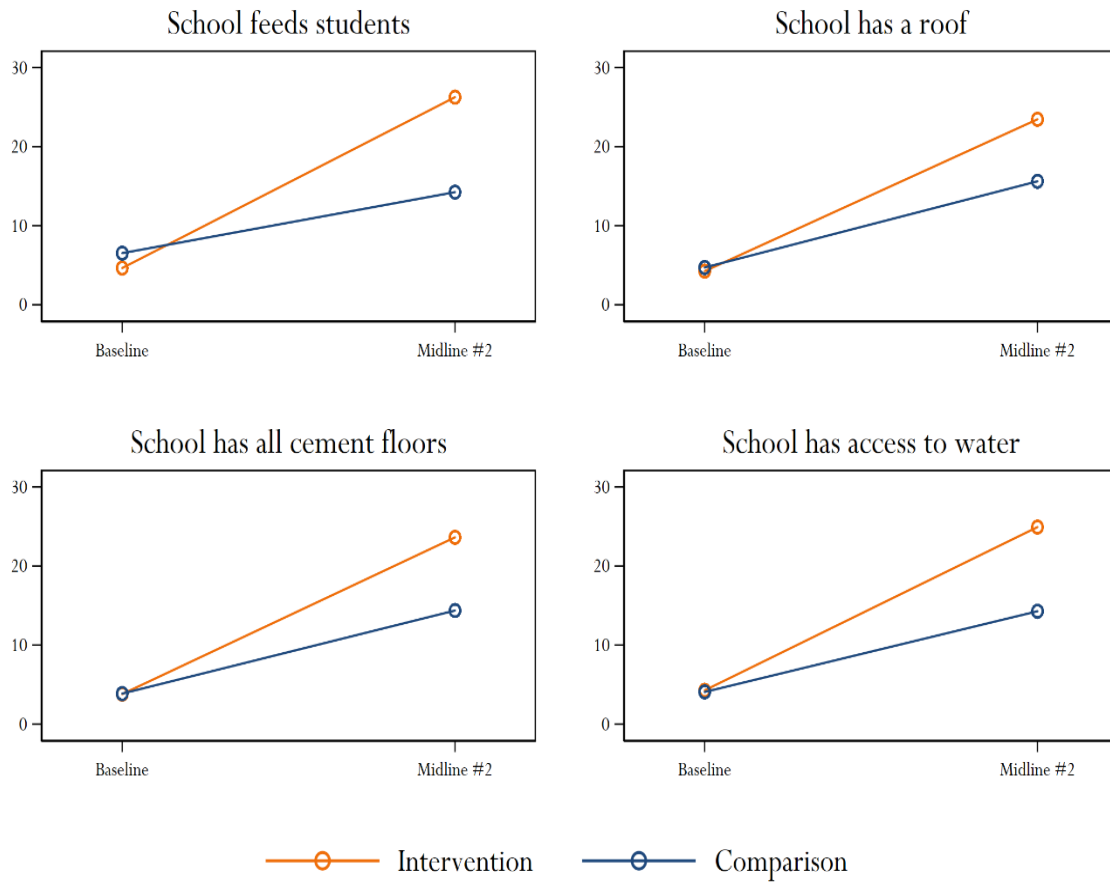 School feeds students
30
20
10
0
Baseline Midline #2
School has a roof
30
20
10
0
Baseline Midline #2
School has all cement floors
30
20
10
0
Baseline Midline #2
School has access to water
30
20
10
0
Baseline Midline #2
Intervention Comparison